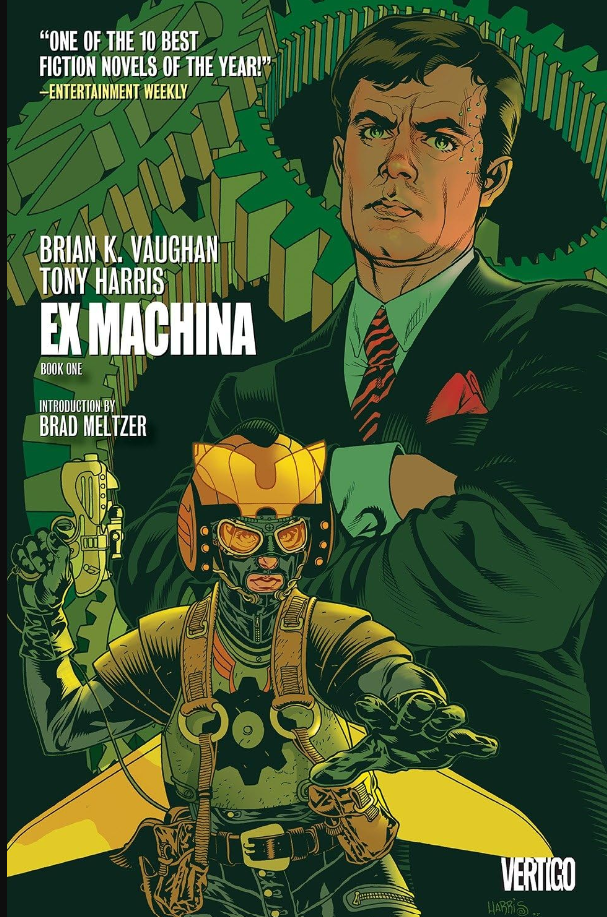 “ONE OF THE 10 BEST
FICTION NOVELS OF THE YEAR!”
–ENTERTAINMENT WEEKLY
BRIAN K. VAUGHAN
TONY HARRIS
EX MACHINA
BOOK ONE
INTRODUCTION BY
BRAD MELTZER
VERTIGO
HARRIS